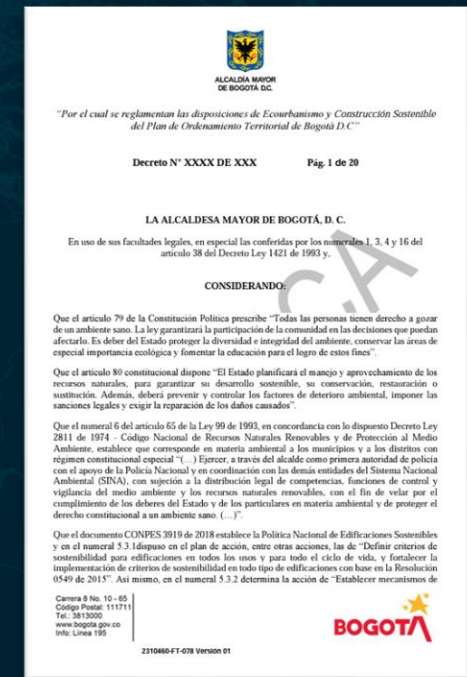 ALCALDÍA MAYOR
DE BOGOTÁ D.C.
"Por el cual se reglamentan las disposiciones de Ecourbanismo y Construcción Sostenible
del Plan de Ordenamiento Territorial de Bogotá D.C"
Decreto N° XXXX DE XXX Pág. 1 de 20
LA ALCALDESA MAYOR DE BOGOTÁ, D. C.
En uso de sus facultades legales, en especial las conferidas por los numerales 1, 3, 4 y 16 del
artículo 38 del Decreto Ley 1421 de 1993 y,
CONSIDERANDO:
Que el artículo 79 de la Constitución Política prescribe "Todas las personas tienen derecho a gozar
de un ambiente sano. La ley garantizará la participación de la comunidad en las decisiones que puedan
afectarlo. Es deber del Estado proteger la diversidad e integridad del ambiente, conservar las áreas de
especial importancia ecológica y fomentar la educación para el logro de estos fines".
Que el artículo 80 constitucional dispone "El Estado planificará el manejo y aprovechamiento de los
recursos naturales, para garantizar su desarrollo sostenible, su conservación, restauración o
sustitución. Además, deberá prevenir y controlar los factores de deterioro ambiental, imponer las
sanciones legales y exigir la reparación de los daños causados".
Que el numeral 6 del artículo 65 de la Ley 99 de 1993, en concordancia con lo dispuesto Decreto Ley
2811 de 1974 - Código Nacional de Recursos Naturales Renovables y de Protección al Medio
Ambiente, establece que corresponde en materia ambiental a los municipios y a los distritos con
régimen constitucional especial "(...) Ejercer, a través del alcalde como primera autoridad de policía
con el apoyo de la Policía Nacional y en coordinación con las demás entidades del Sistema Nacional
Ambiental (SINA), con sujeción a la distribución legal de competencias, funciones de control y
vigilancia del medio ambiente y los recursos naturales renovables, con el fin de velar por el
cumplimiento de los deberes del Estado y de los particulares en materia ambiental y de proteger el
derecho constitucional a un ambiente sano. (...)".
Que el documento CONPES 3919 de 2018 establece la Política Nacional de Edificaciones Sostenibles
y en el numeral 5.3.1dispuso en el plan de acción, entre otras acciones, las de "Definir criterios de
sostenibilidad para edificaciones en todos los usos y para todo el ciclo de vida, y fortalecer la
implementación de criterios de sostenibilidad en todo tipo de edificaciones con base en la Resolución
0549 de 2015". Así mismo, en el numeral 5.3.2 determina la acción de "Establecer mecanismos de
Carrera 8 No. 10 - 65
Código Postal: 111711
Tel.: 3813000
www.bogota.gov.co
Info: Línea 195
BOGOTÁ
2310460-FT-078 Versión 01